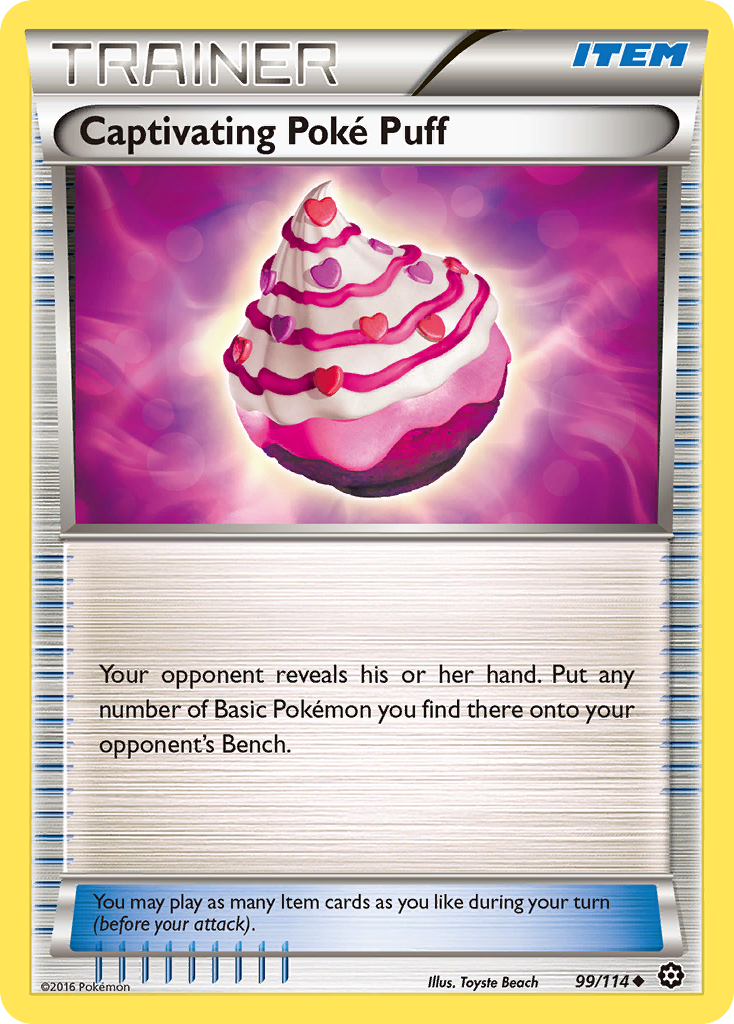 TRAINER
ITEM
Captivating Poké Puff
Your opponent reveals his or her hand. Put any
number of Basic Pokémon you find there onto your
opponent's Bench.
You may play as many Item cards as you like during your turn
(before your attack).
©2016 Pokémon
Illus. Toyste Beach
99/114